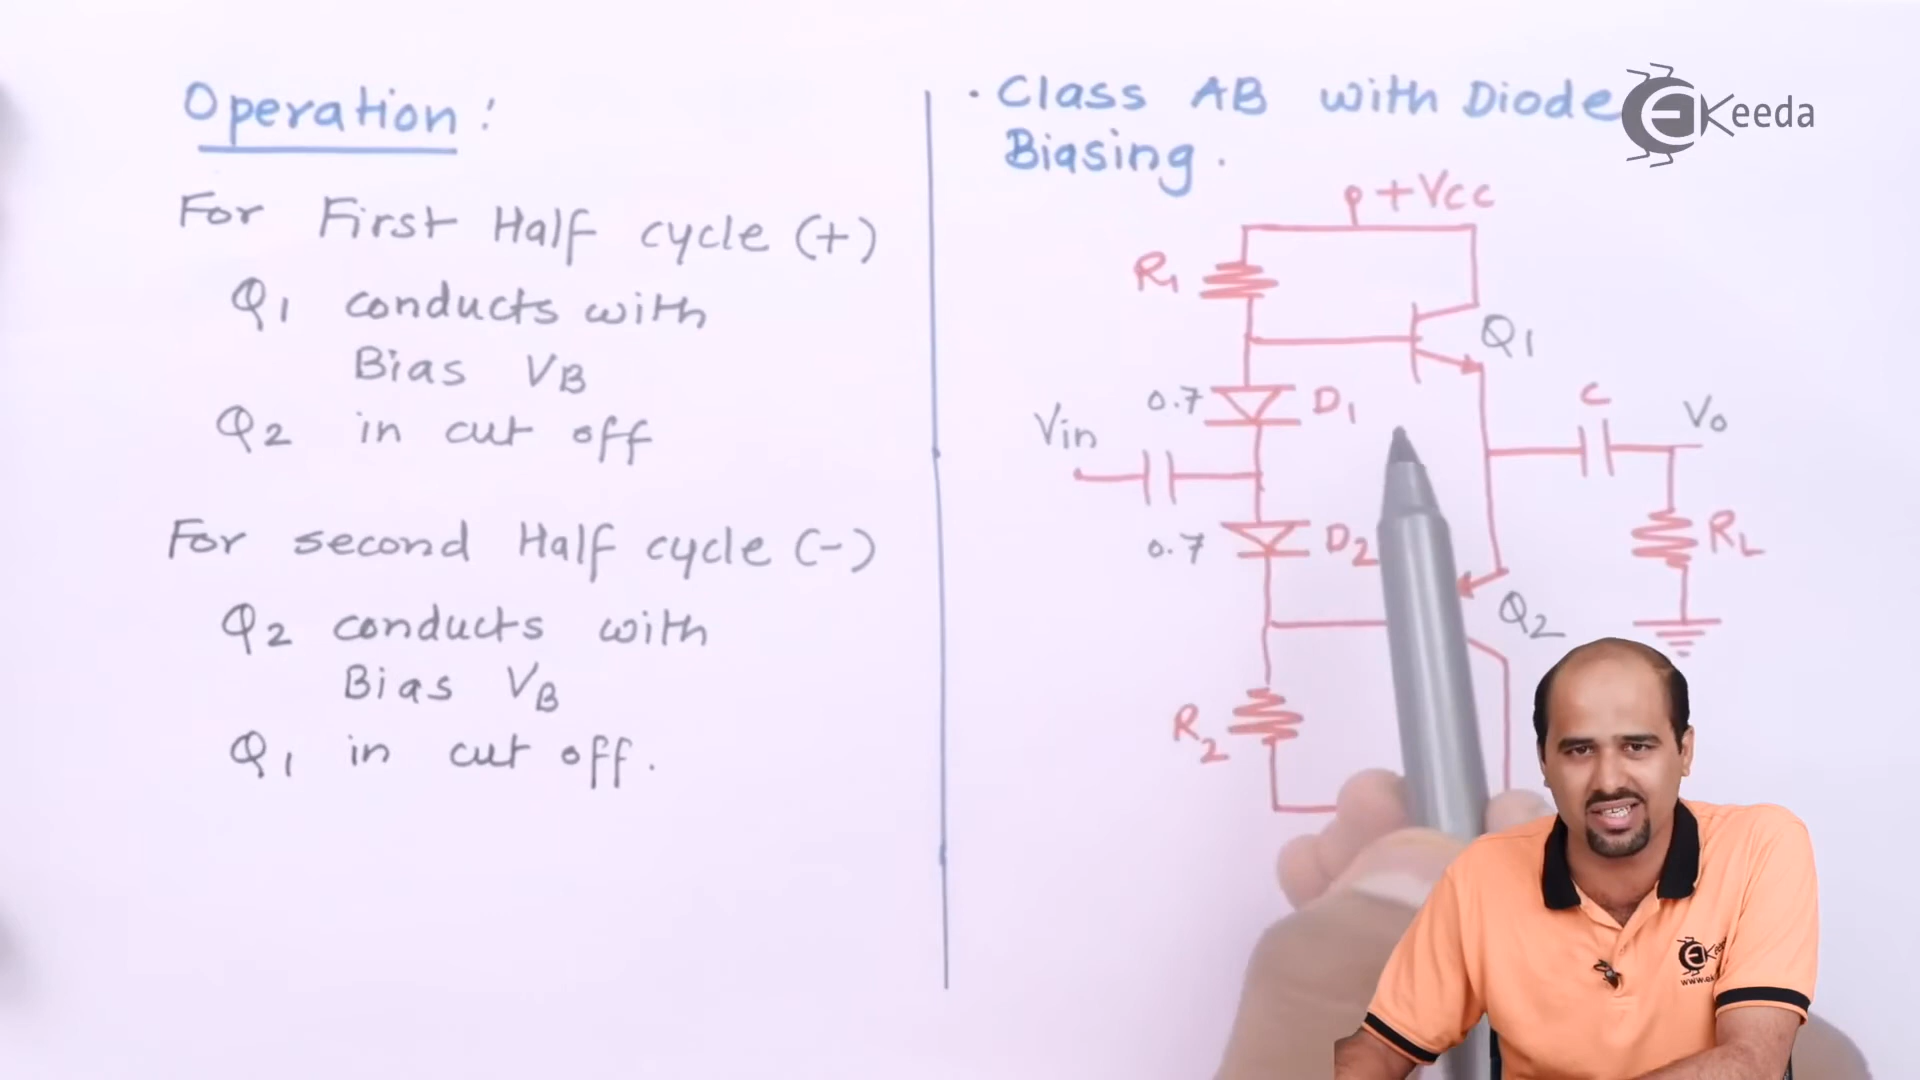 Operation :
For First Half cycle (+)
Q1 conducts with
Bias VB
Q2 in cut off
For second Half cycle (-)
Q2 conducts with
Bias VB
Q1 in cut off.
• Class AB with Diode
Biasing.
EKeeda
+Vcc
R1
Q1
0.7 D1
C
Vo
Vin
0.7 D2
RL
Q2
R2